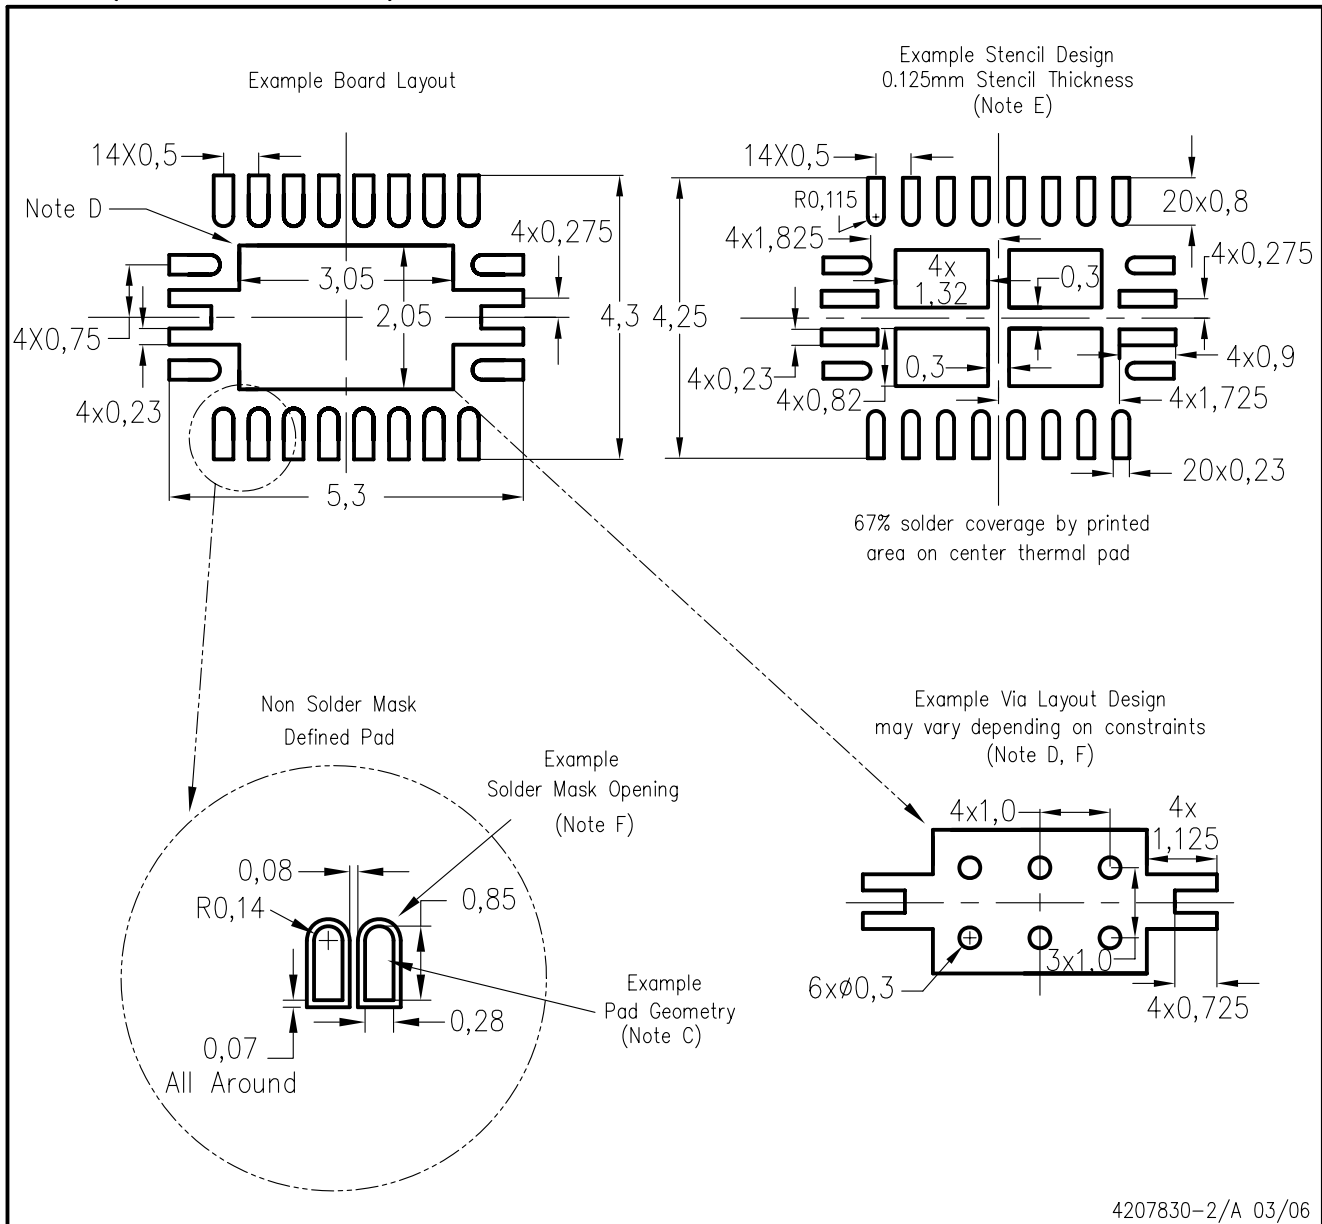 Example Board Layout
14X0,5
Note D
4x0,275
3,05
2,05
4,3
4X0,75
4x0,23
5,3
Example Stencil Design
0.125mm Stencil Thickness
(Note E)
14X0,5
R0,115
20x0,8
4x1,825
4x0,275
4x
1,32
0,3
4,25
0,3
4x0,9
4x0,23
4x0,82
4x1,725
20x0,23
67% solder coverage by printed
area on center thermal pad
Non Solder Mask
Defined Pad
Example
Solder Mask Opening
(Note F)
0,08
R0,14
0,85
Example
Pad Geometry
(Note C)
0,28
0,07
All Around
Example Via Layout Design
may vary depending on constraints
(Note D, F)
4x1,0
4x
1,125
3x1,0
6xø0,3
4x0,725
4207830-2/A 03/06